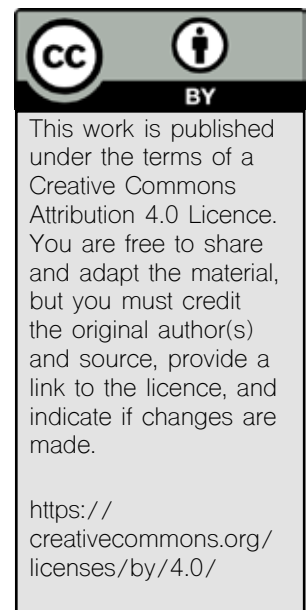 cc
BY
This work is published
under the terms of a
Creative Commons
Attribution 4.0 Licence.
You are free to share
and adapt the material,
but you must credit
the original author(s)
and source, provide a
link to the licence, and
indicate if changes are
made.
https://
creativecommons.org/
licenses/by/4.0/